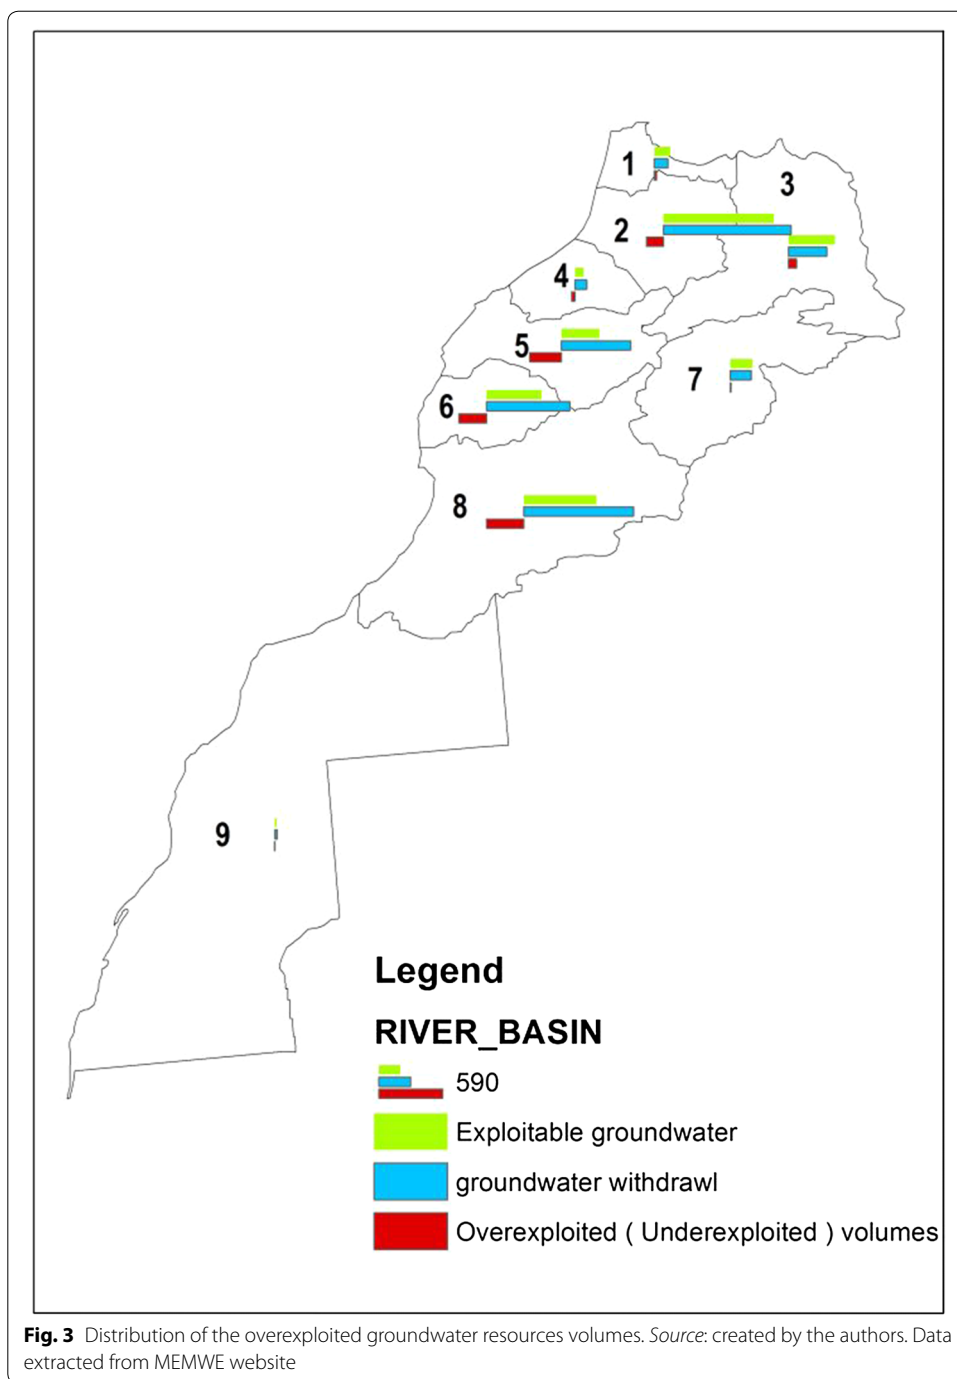 1
3
2
4
5
7
6
8
9
Legend
RIVER_BASIN
590
Exploitable groundwater
groundwater withdrawl
Overexploited ( Underexploited ) volumes
Fig. 3 Distribution of the overexploited groundwater resources volumes. Source: created by the authors. Data
extracted from MEMWE website